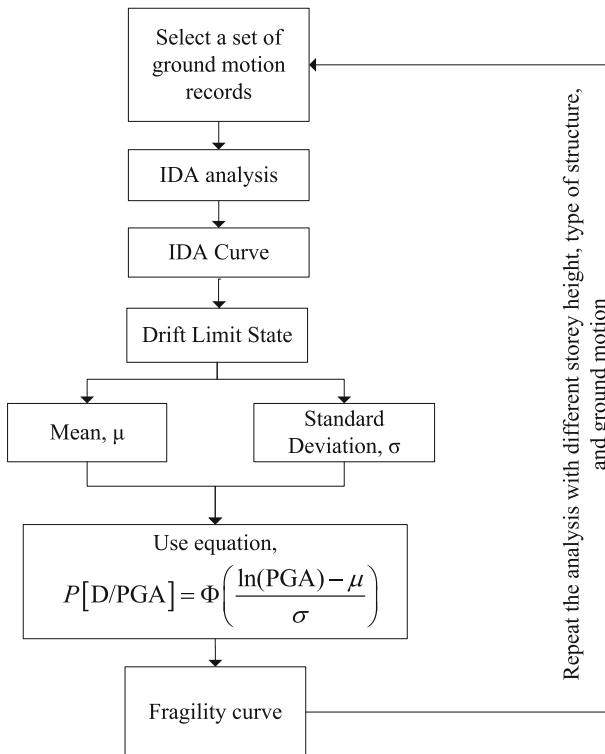 Select a set of
ground motion
records
IDA analysis
IDA Curve
Drift Limit State
Mean, μ
Standard
Deviation, σ
Use equation,
P[D/PGA] = Φ( (ln(PGA) − μ) / σ )
Fragility curve
Repeat the analysis with different storey height, type of structure,
and ground motion